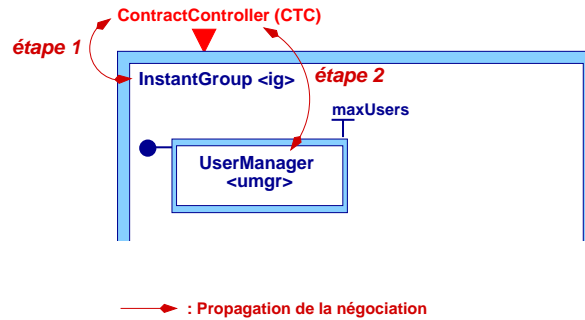 ContractController (CTC)
étape 1
étape 2
InstantGroup <ig>
maxUsers
UserManager
<umgr>
: Propagation de la négociation